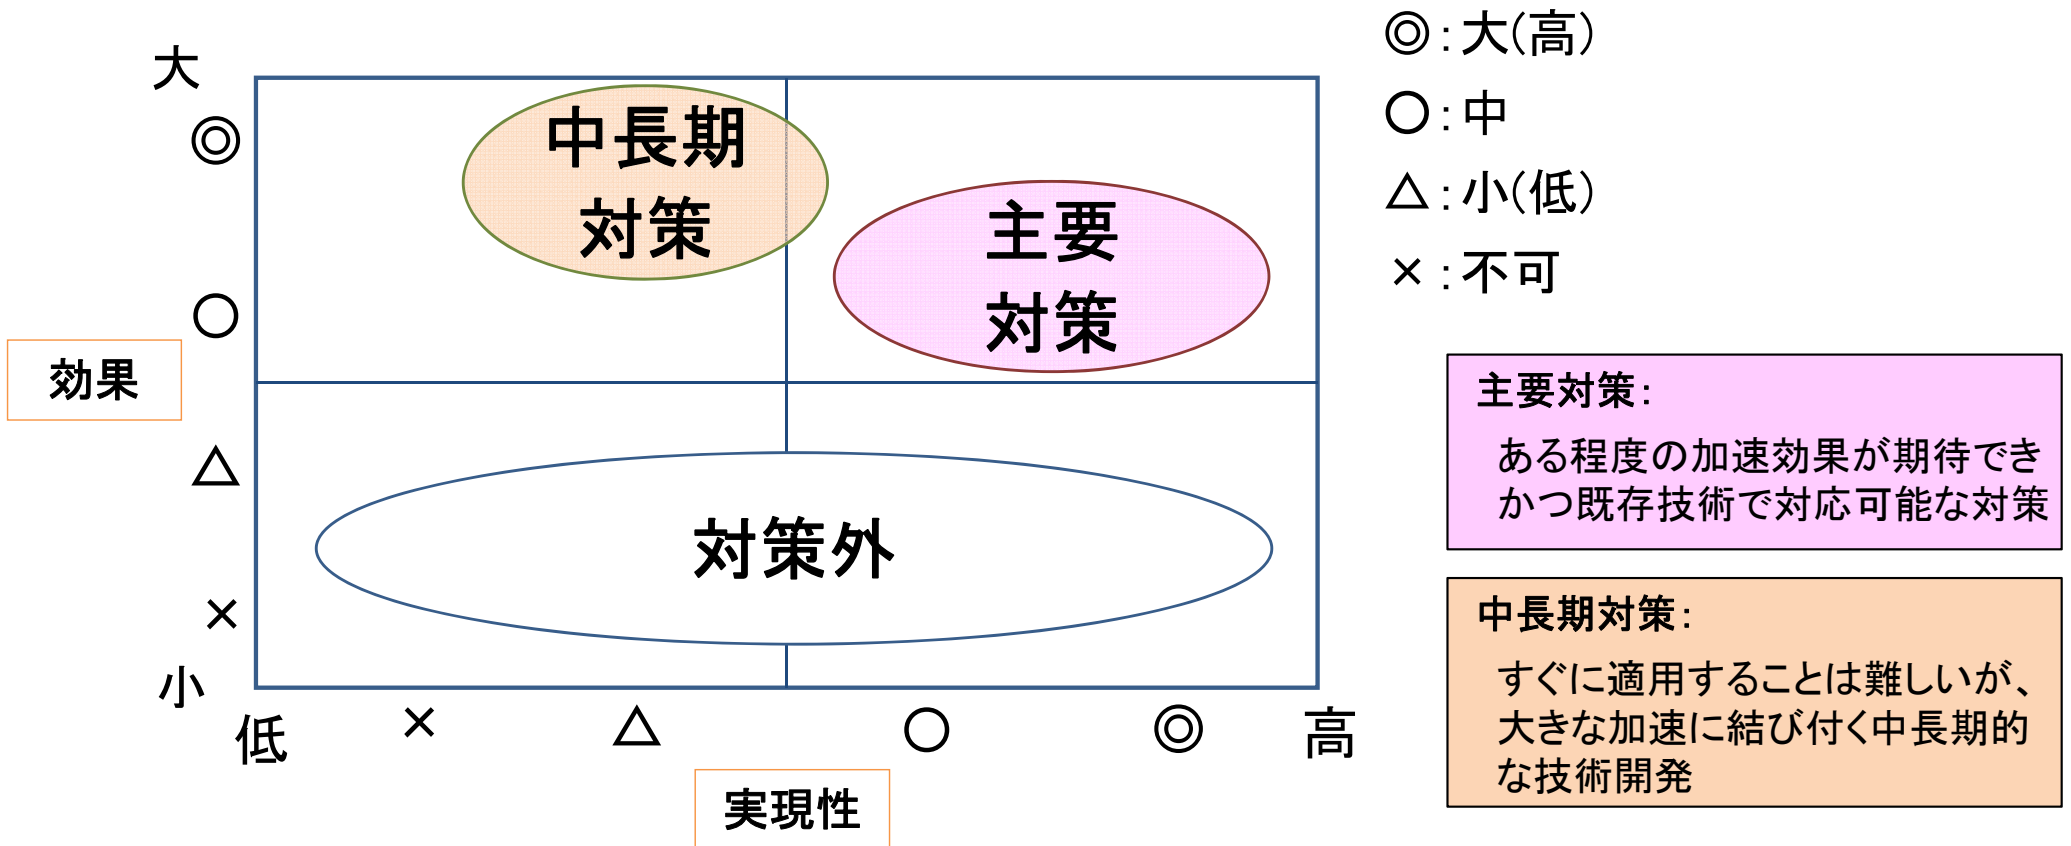 大
◎
○
効果
△
×
小
中長期
対策
主要
対策
対策外
低
×
△
○
◎
高
実現性
◎：大（高）
○：中
△：小（低）
×：不可
主要対策：
ある程度の加速効果が期待でき
かつ既存技術で対応可能な対策
中長期対策：
すぐに適用することは難しいが、
大きな加速に結び付く中長期的
な技術開発